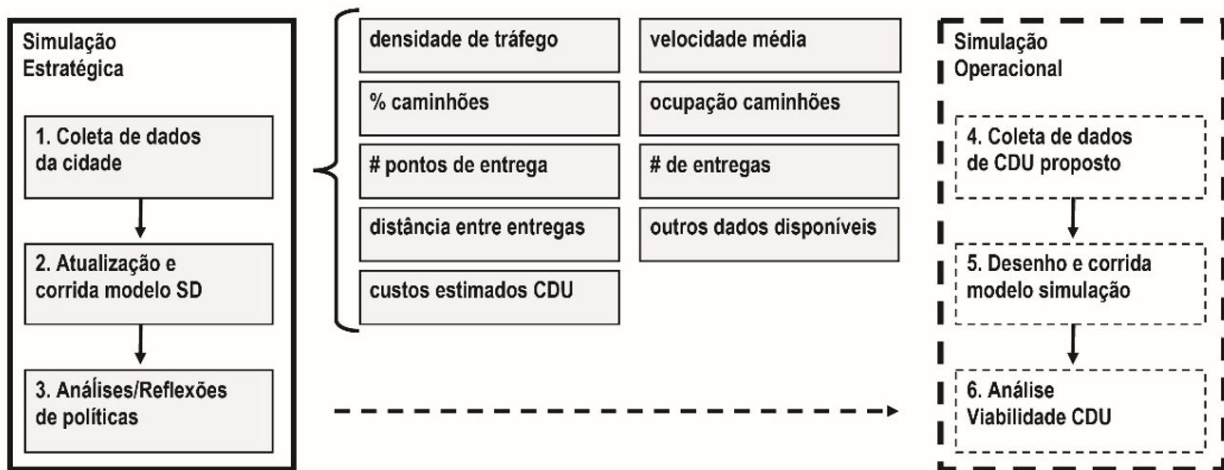 Simulação
Estratégica
1. Coleta de dados
da cidade
2. Atualização e
corrida modelo SD
3. Análises/Reflexões
de políticas
densidade de tráfego
velocidade média
% caminhões
ocupação caminhões
# pontos de entrega
# de entregas
distância entre entregas
outros dados disponíveis
custos estimados CDU
Simulação
Operacional
4. Coleta de dados
de CDU proposto
5. Desenho e corrida
modelo simulação
6. Análise
Viabilidade CDU